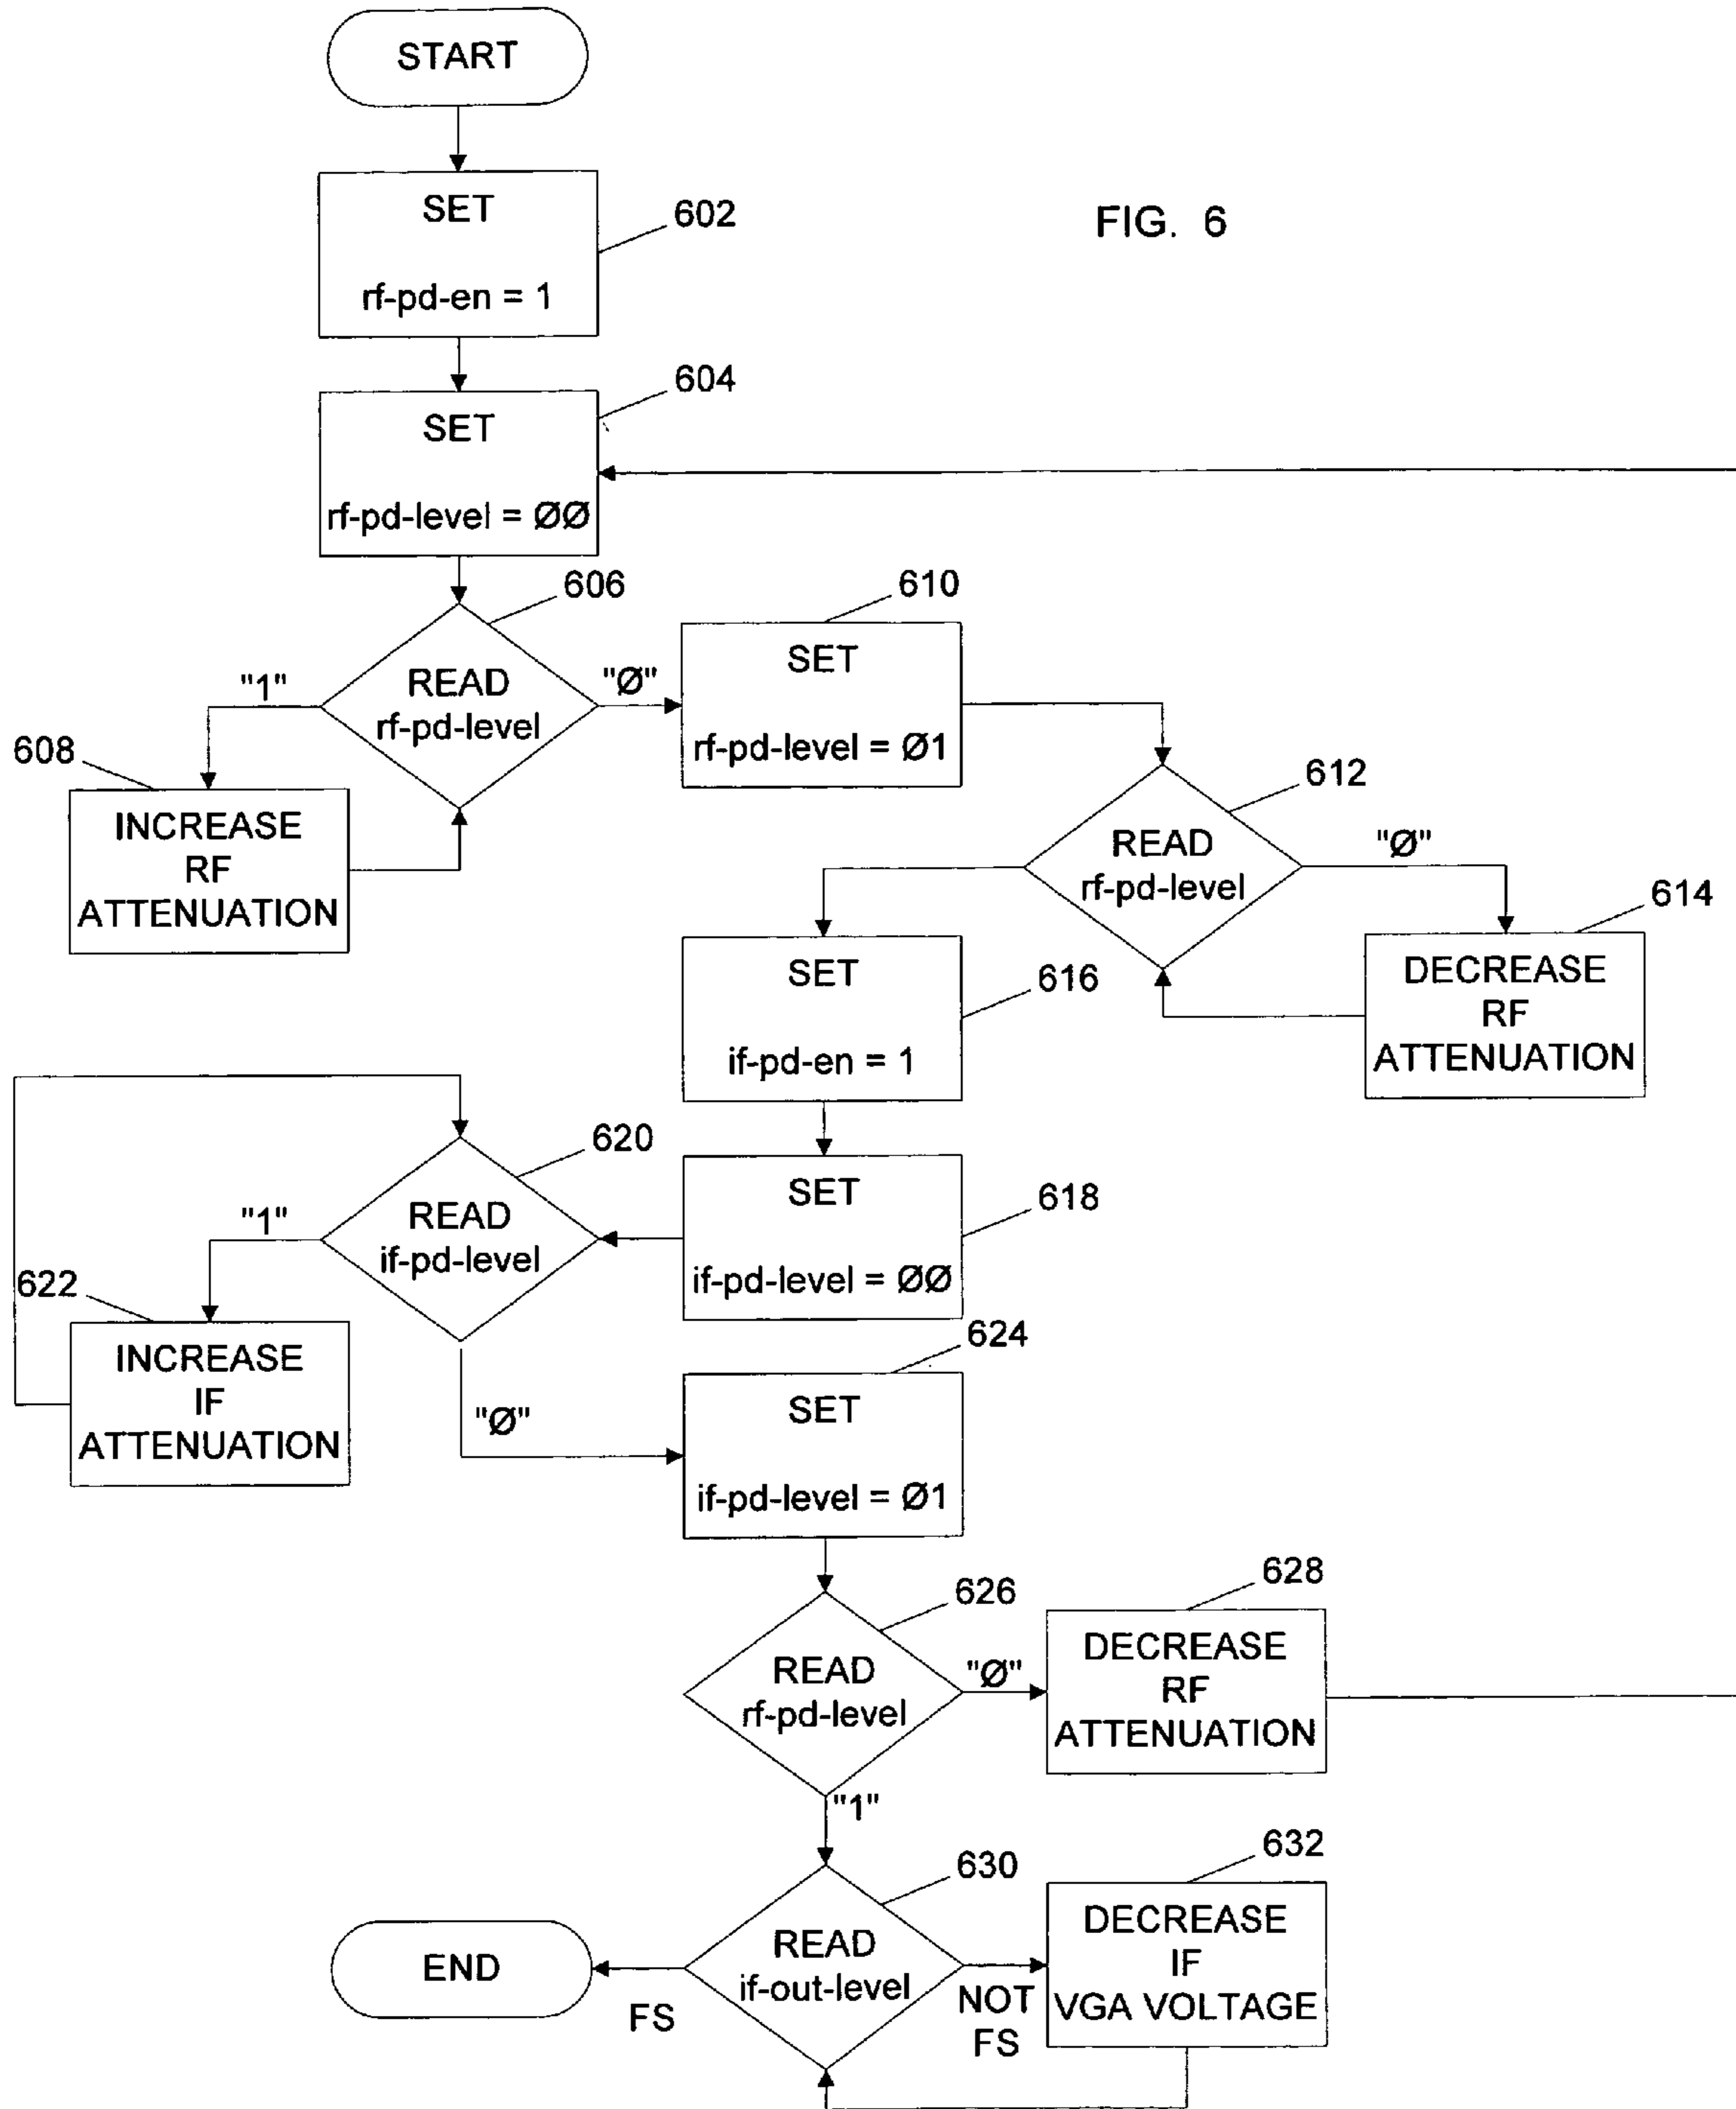 START
FIG. 6
SET
rf-pd-en = 1
602
SET
rf-pd-level = ØØ
604
606
READ
rf-pd-level
"1"
"Ø"
608
INCREASE
RF
ATTENUATION
610
SET
rf-pd-level = Ø1
612
READ
rf-pd-level
"Ø"
614
DECREASE
RF
ATTENUATION
SET
if-pd-en = 1
616
SET
if-pd-level = ØØ
618
620
READ
if-pd-level
"1"
"Ø"
622
INCREASE
IF
ATTENUATION
624
SET
if-pd-level = Ø1
626
READ
rf-pd-level
"Ø"
"1"
628
DECREASE
RF
ATTENUATION
630
READ
if-out-level
FS
NOT
FS
632
DECREASE
IF
VGA VOLTAGE
END